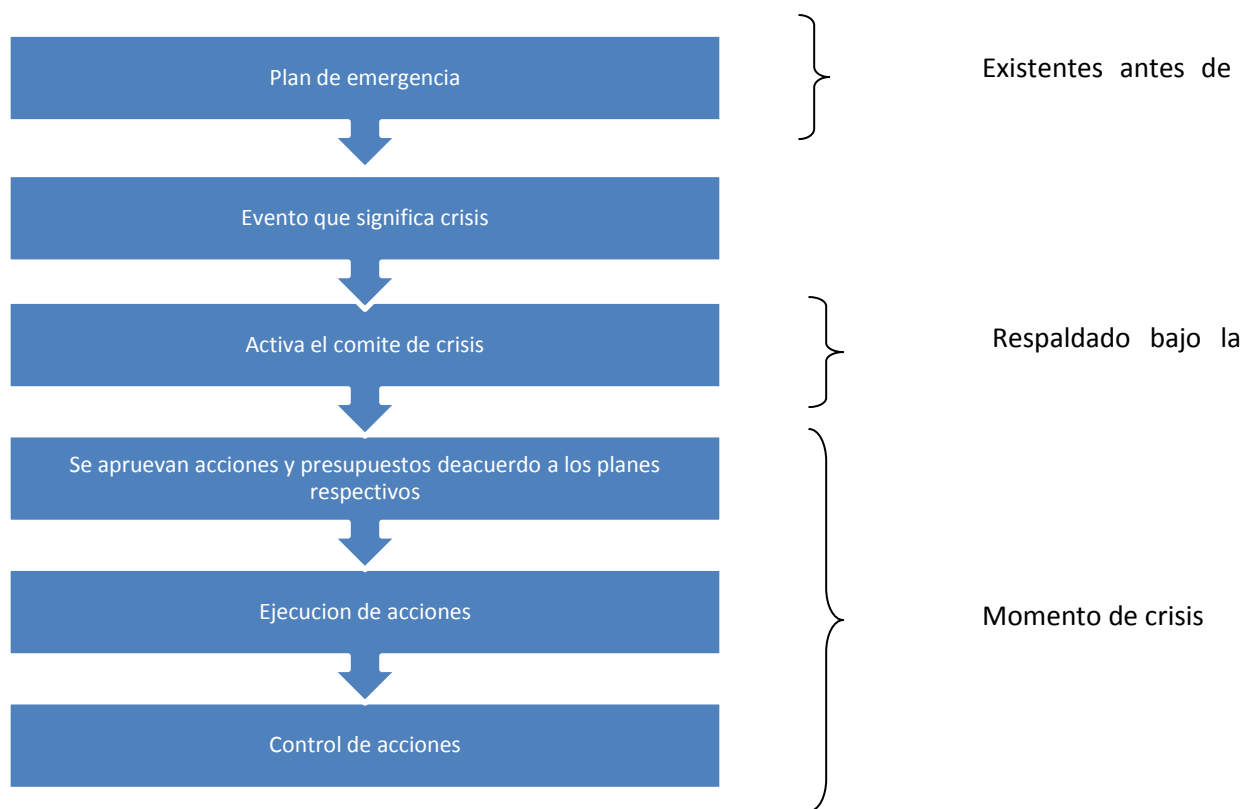 Plan de emergencia
Existentes antes de
Evento que significa crisis
Activa el comite de crisis
Respaldado bajo la
Se apruevan acciones y presupuestos deacuerdo a los planes
respectivos
Ejecucion de acciones
Momento de crisis
Control de acciones